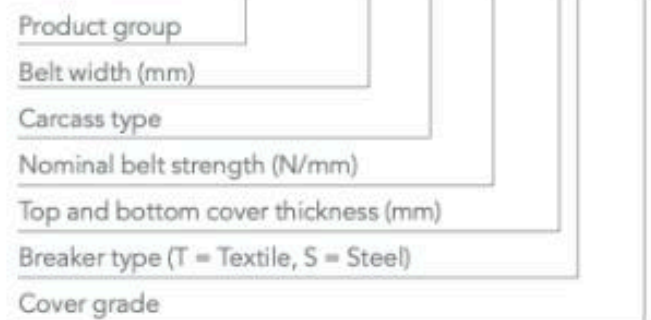 Product group
Belt width (mm)
Carcass type
Nominal belt strength (N/mm)
Top and bottom cover thickness (mm)
Breaker type (T = Textile, S = Steel)
Cover grade